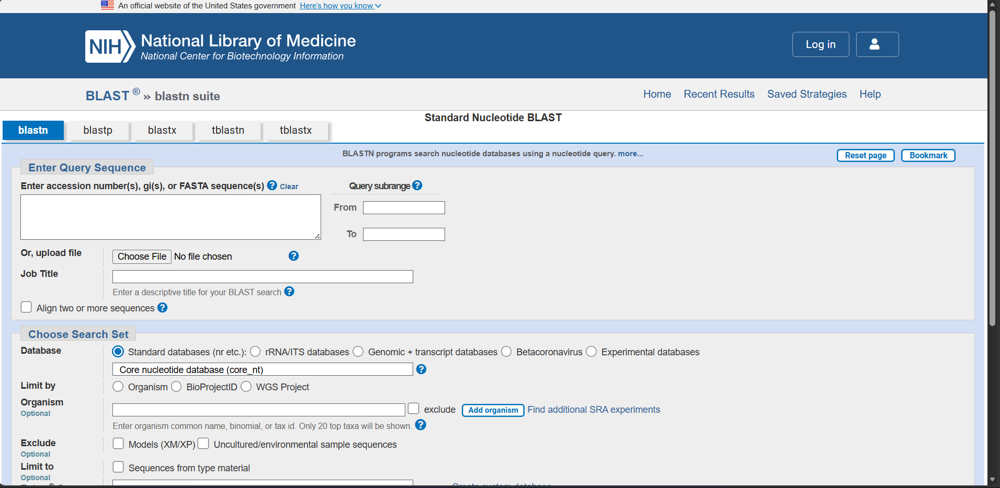 An official website of the United States government Here's how you know
NIH National Library of Medicine
National Center for Biotechnology Information
Log in
BLAST ® » blastn suite
Home Recent Results Saved Strategies Help
Standard Nucleotide BLAST
blastn blastp blastx tblastn tblastx
BLASTN programs search nucleotide databases using a nucleotide query. more...
Reset page Bookmark
Enter Query Sequence
Enter accession number(s), gi(s), or FASTA sequence(s) ? Clear
Query subrange ?
From
To
Or, upload file Choose File No file chosen ?
Job Title
Enter a descriptive title for your BLAST search ?
Align two or more sequences ?
Choose Search Set
Database Standard databases (nr etc.): rRNA/ITS databases Genomic + transcript databases Betacoronavirus Experimental databases
Core nucleotide database (core_nt) ?
Limit by Organism BioProjectID WGS Project
Organism
Optional
exclude Add organism Find additional SRA experiments
Enter organism common name, binomial, or tax id. Only 20 top taxa will be shown. ?
Exclude
Optional
Models (XM/XP) Uncultured/environmental sample sequences
Limit to
Optional
Sequences from type material
Create custom database